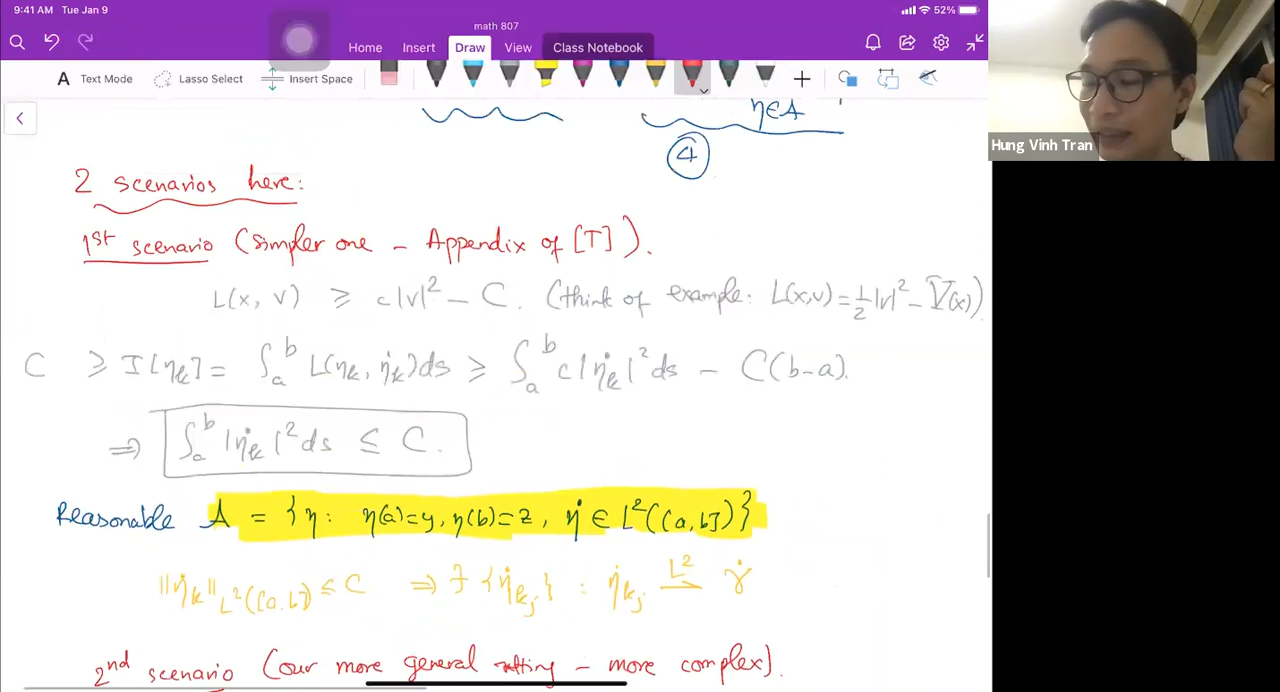 9:41 AM Tue Jan 9
52%
math 807
Home Insert Draw View Class Notebook
A Text Mode Lasso Select Insert Space
η∈A
④
Hung Vinh Tran
2 scenarios here:
1st scenario (simpler one – Appendix of [T]).
L(x, v) ≥ c|v|² – C. (think of example: L(x,v) = ½|v|² – V(x))
C ≥ I[ηₖ] = ∫ₐᵇ L(ηₖ, η̇ₖ)ds ≥ ∫ₐᵇ c|η̇ₖ|² ds – C(b-a).
⇒ ∫ₐᵇ |η̇ₖ|² ds ≤ C.
Reasonable A = {η: η(a)=y, η(b)=z, η̇ ∈ L²((a,b])}
||η̇ₖ||_L²((a,b]) ≤ C ⇒ ∃ {η̇ₖⱼ} : η̇ₖⱼ ⇀^L² γ̇
2nd scenario (our more general setting – more complex).